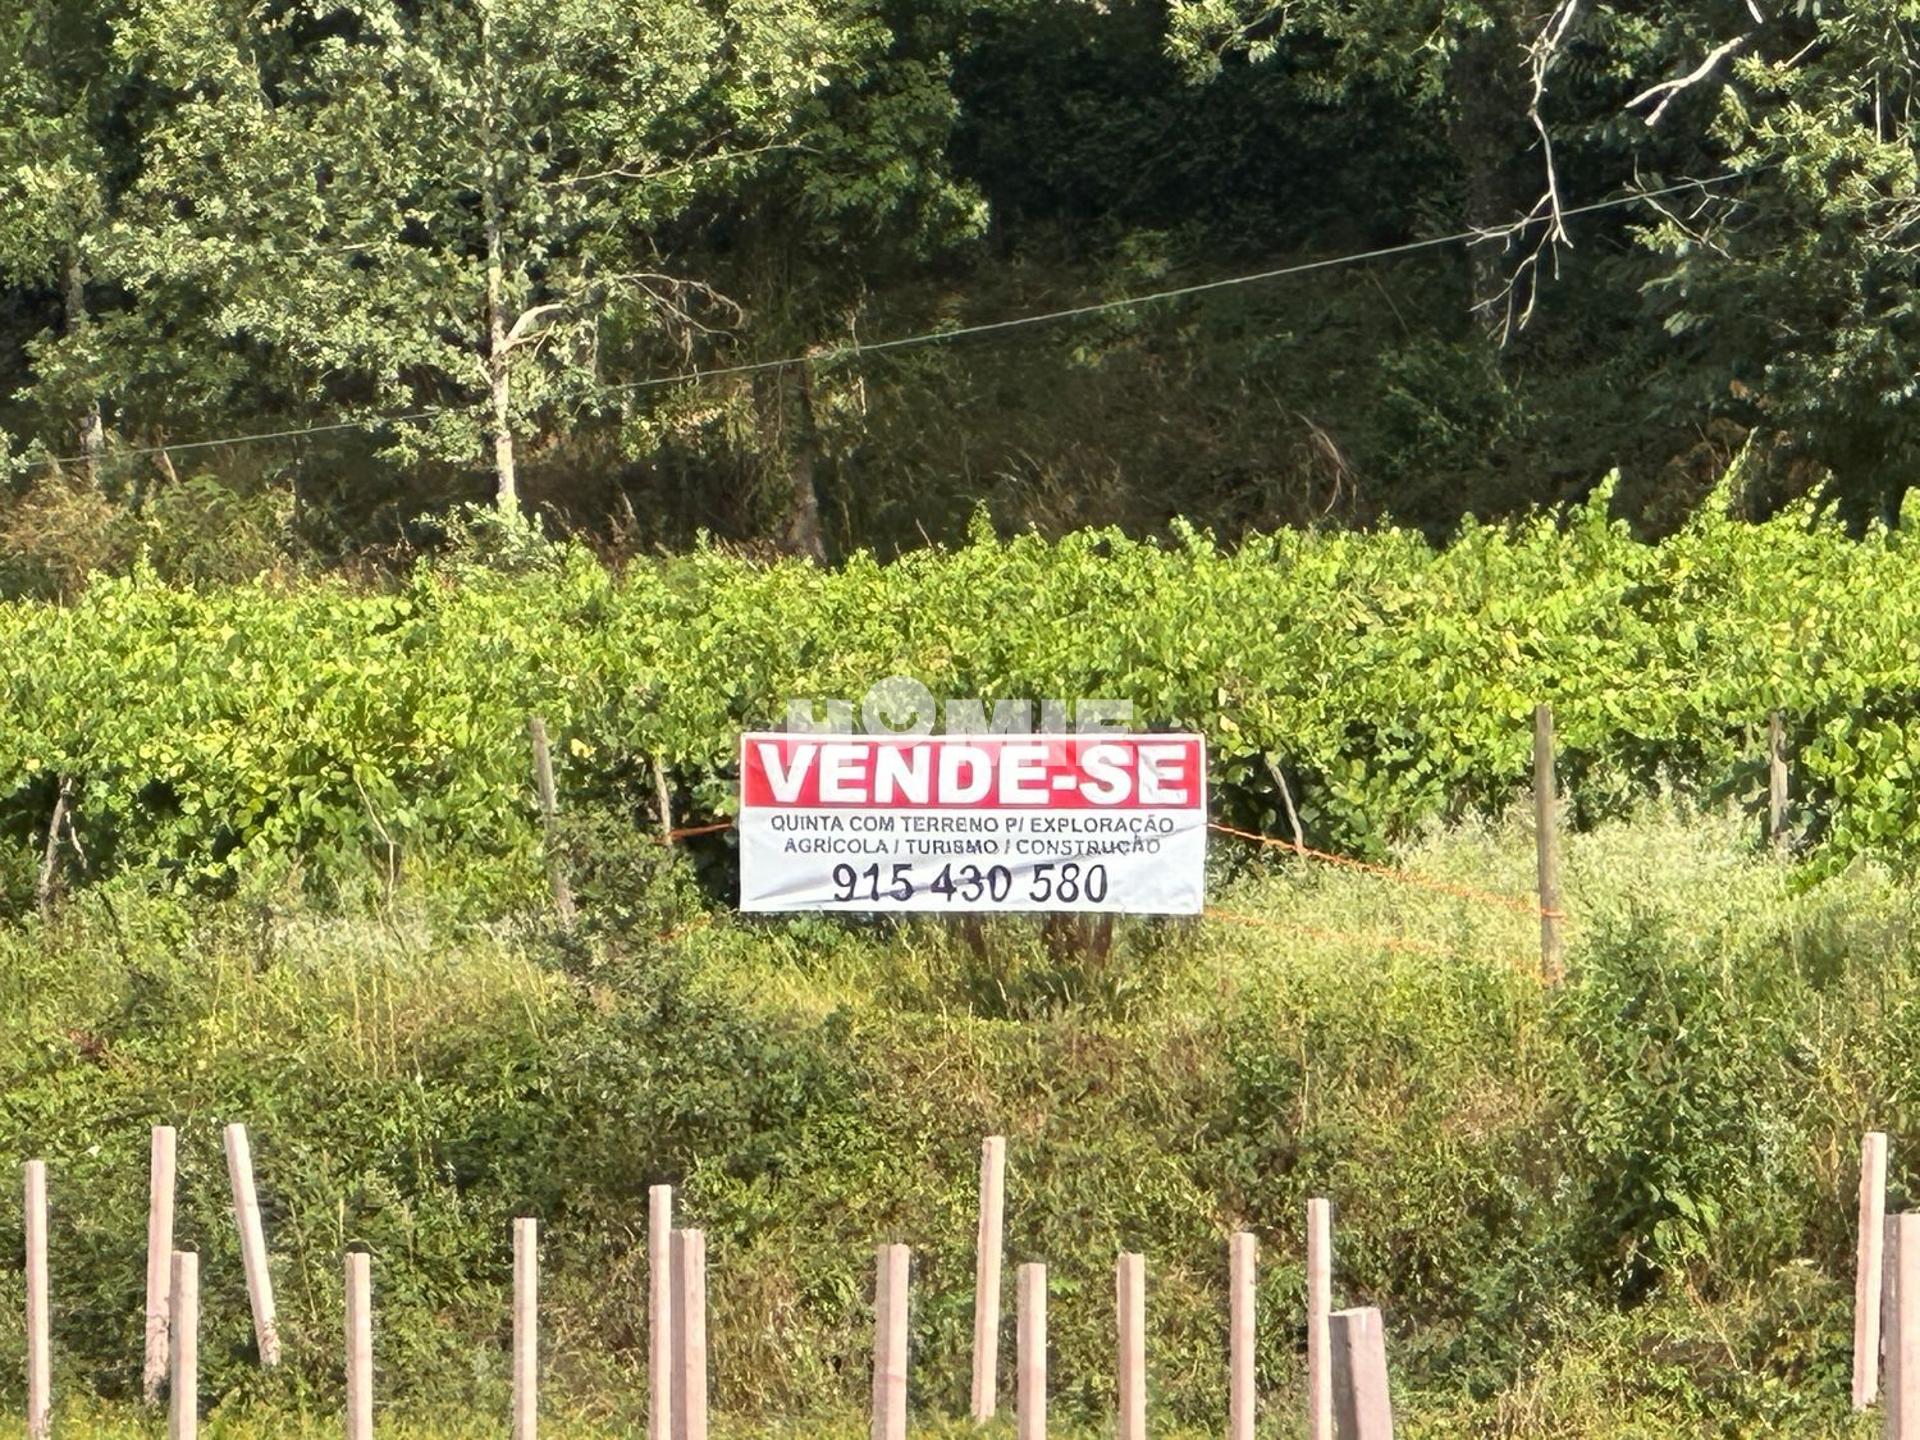 HOMIE
VENDE-SE
QUINTA COM TERRENO P/ EXPLORAÇÃO
AGRÍCOLA / TURISMO / CONSTRUÇÃO
915 430 580